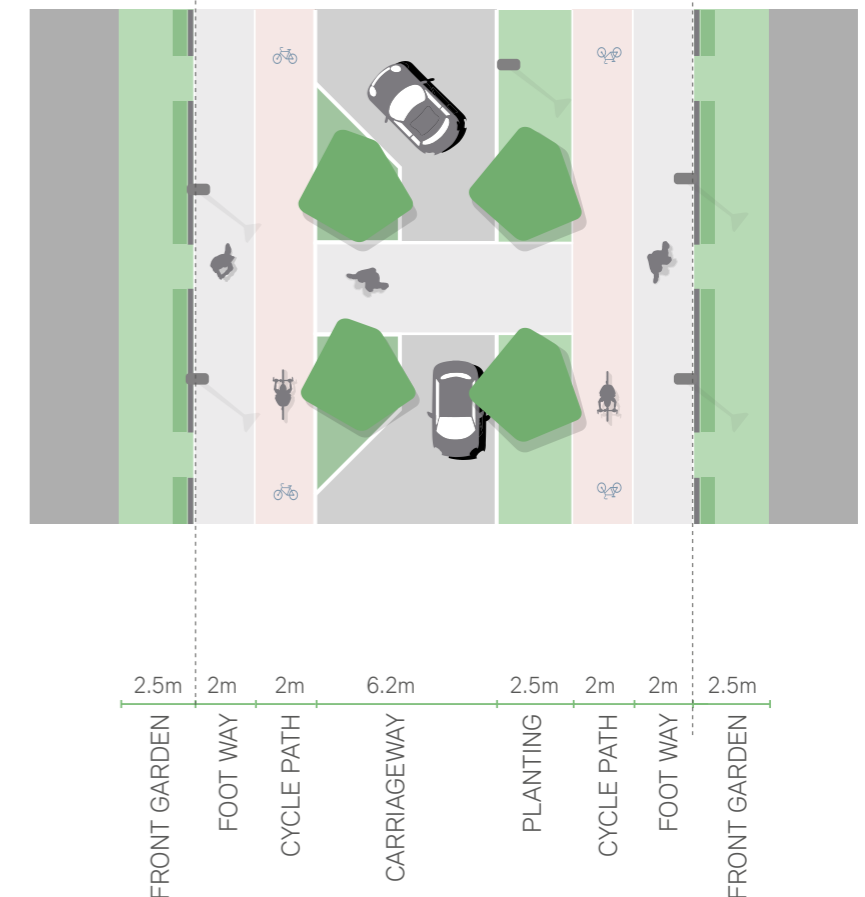 2.5m 2m 2m 6.2m 2.5m 2m 2m 2.5m
FRONT GARDEN
FOOT WAY
CYCLE PATH
CARRIAGEWAY
PLANTING
CYCLE PATH
FOOT WAY
FRONT GARDEN